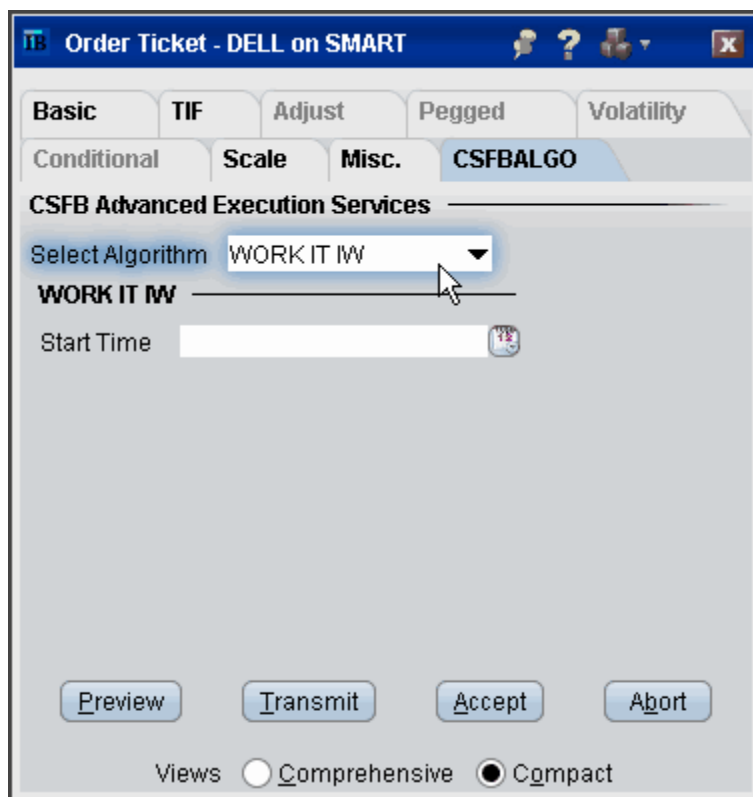 Order Ticket - DELL on SMART
Basic TIF Adjust Pegged Volatility
Conditional Scale Misc. CSFBALGO
CSFB Advanced Execution Services
Select Algorithm WORK IT IW
WORK IT IW
Start Time
Preview Transmit Accept Abort
Views Comprehensive Compact